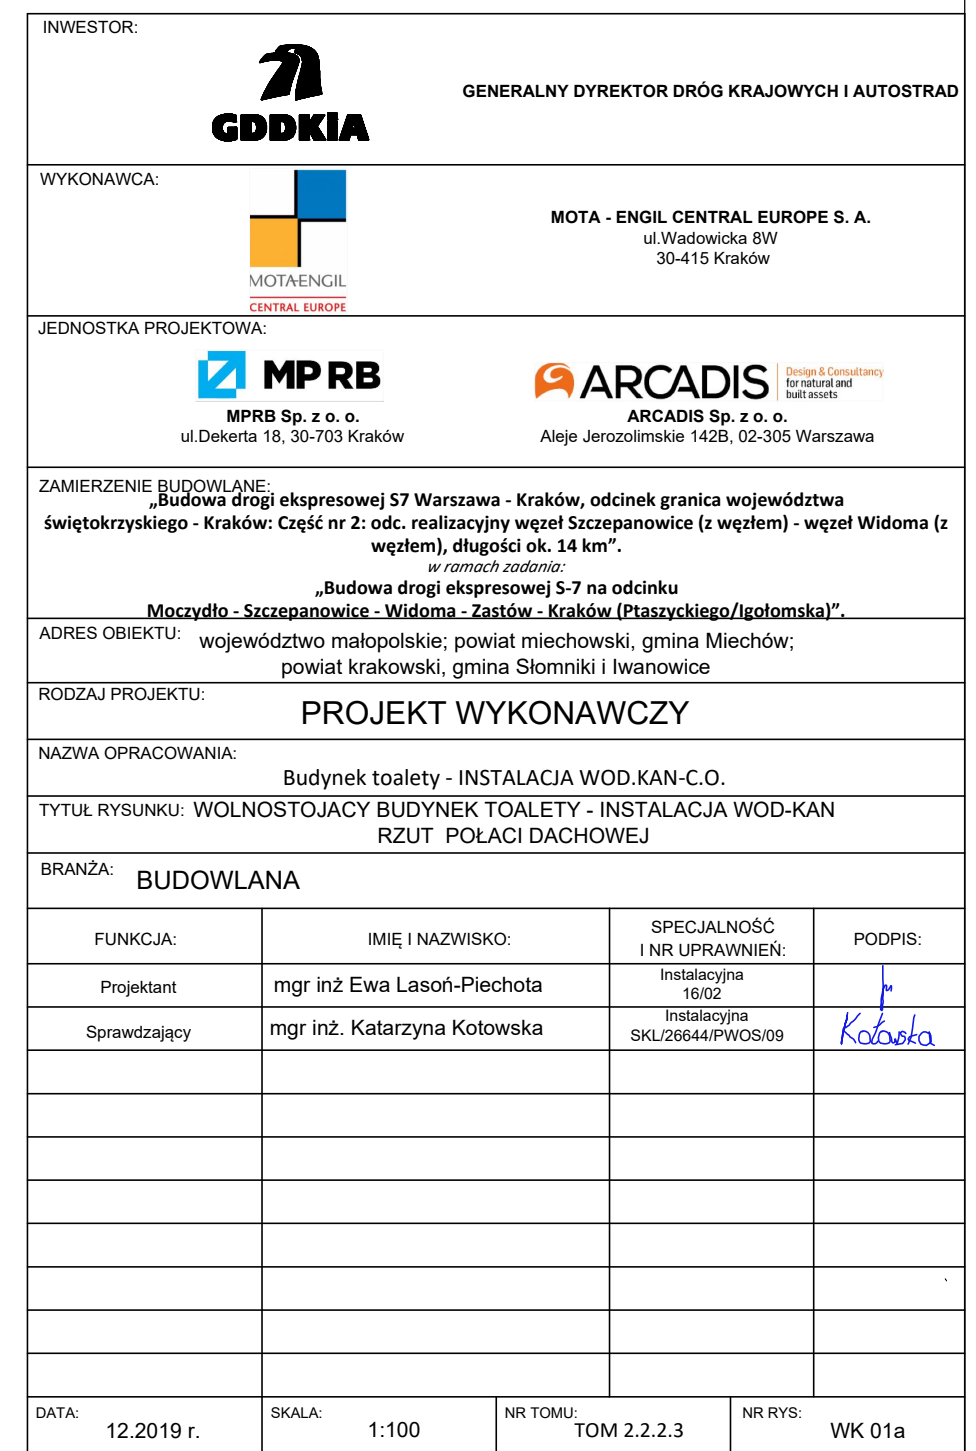 INWESTOR:
GDDKiA
GENERALNY DYREKTOR DRÓG KRAJOWYCH I AUTOSTRAD
WYKONAWCA:
MOTA-ENGIL
CENTRAL EUROPE
MOTA - ENGIL CENTRAL EUROPE S. A.
ul.Wadowicka 8W
30-415 Kraków
JEDNOSTKA PROJEKTOWA:
MP RB
MPRB Sp. z o. o.
ul.Dekerta 18, 30-703 Kraków
ARCADIS
Design & Consultancy
for natural and
built assets
ARCADIS Sp. z o. o.
Aleje Jerozolimskie 142B, 02-305 Warszawa
ZAMIERZENIE BUDOWLANE:
„Budowa drogi ekspresowej S7 Warszawa - Kraków, odcinek granica województwa
świętokrzyskiego - Kraków: Część nr 2: odc. realizacyjny węzeł Szczepanowice (z węzłem) - węzeł Widoma (z
węzłem), długości ok. 14 km”.
w ramach zadania:
„Budowa drogi ekspresowej S-7 na odcinku
Moczydło - Szczepanowice - Widoma - Zastów - Kraków (Ptaszyckiego/Igołomska)”.
ADRES OBIEKTU: województwo małopolskie; powiat miechowski, gmina Miechów;
powiat krakowski, gmina Słomniki i Iwanowice
RODZAJ PROJEKTU:
PROJEKT WYKONAWCZY
NAZWA OPRACOWANIA:
Budynek toalety - INSTALACJA WOD.KAN-C.O.
TYTUŁ RYSUNKU: WOLNOSTOJACY BUDYNEK TOALETY - INSTALACJA WOD-KAN
RZUT POŁACI DACHOWEJ
BRANŻA: BUDOWLANA
FUNKCJA: IMIĘ I NAZWISKO: SPECJALNOŚĆ I NR UPRAWNIEŃ: PODPIS:
Projektant mgr inż Ewa Lasoń-Piechota Instalacyjna 16/02
Sprawdzający mgr inż. Katarzyna Kotowska Instalacyjna SKL/26644/PWOS/09 Kotowska
DATA: 12.2019 r. SKALA: 1:100 NR TOMU: TOM 2.2.2.3 NR RYS: WK 01a